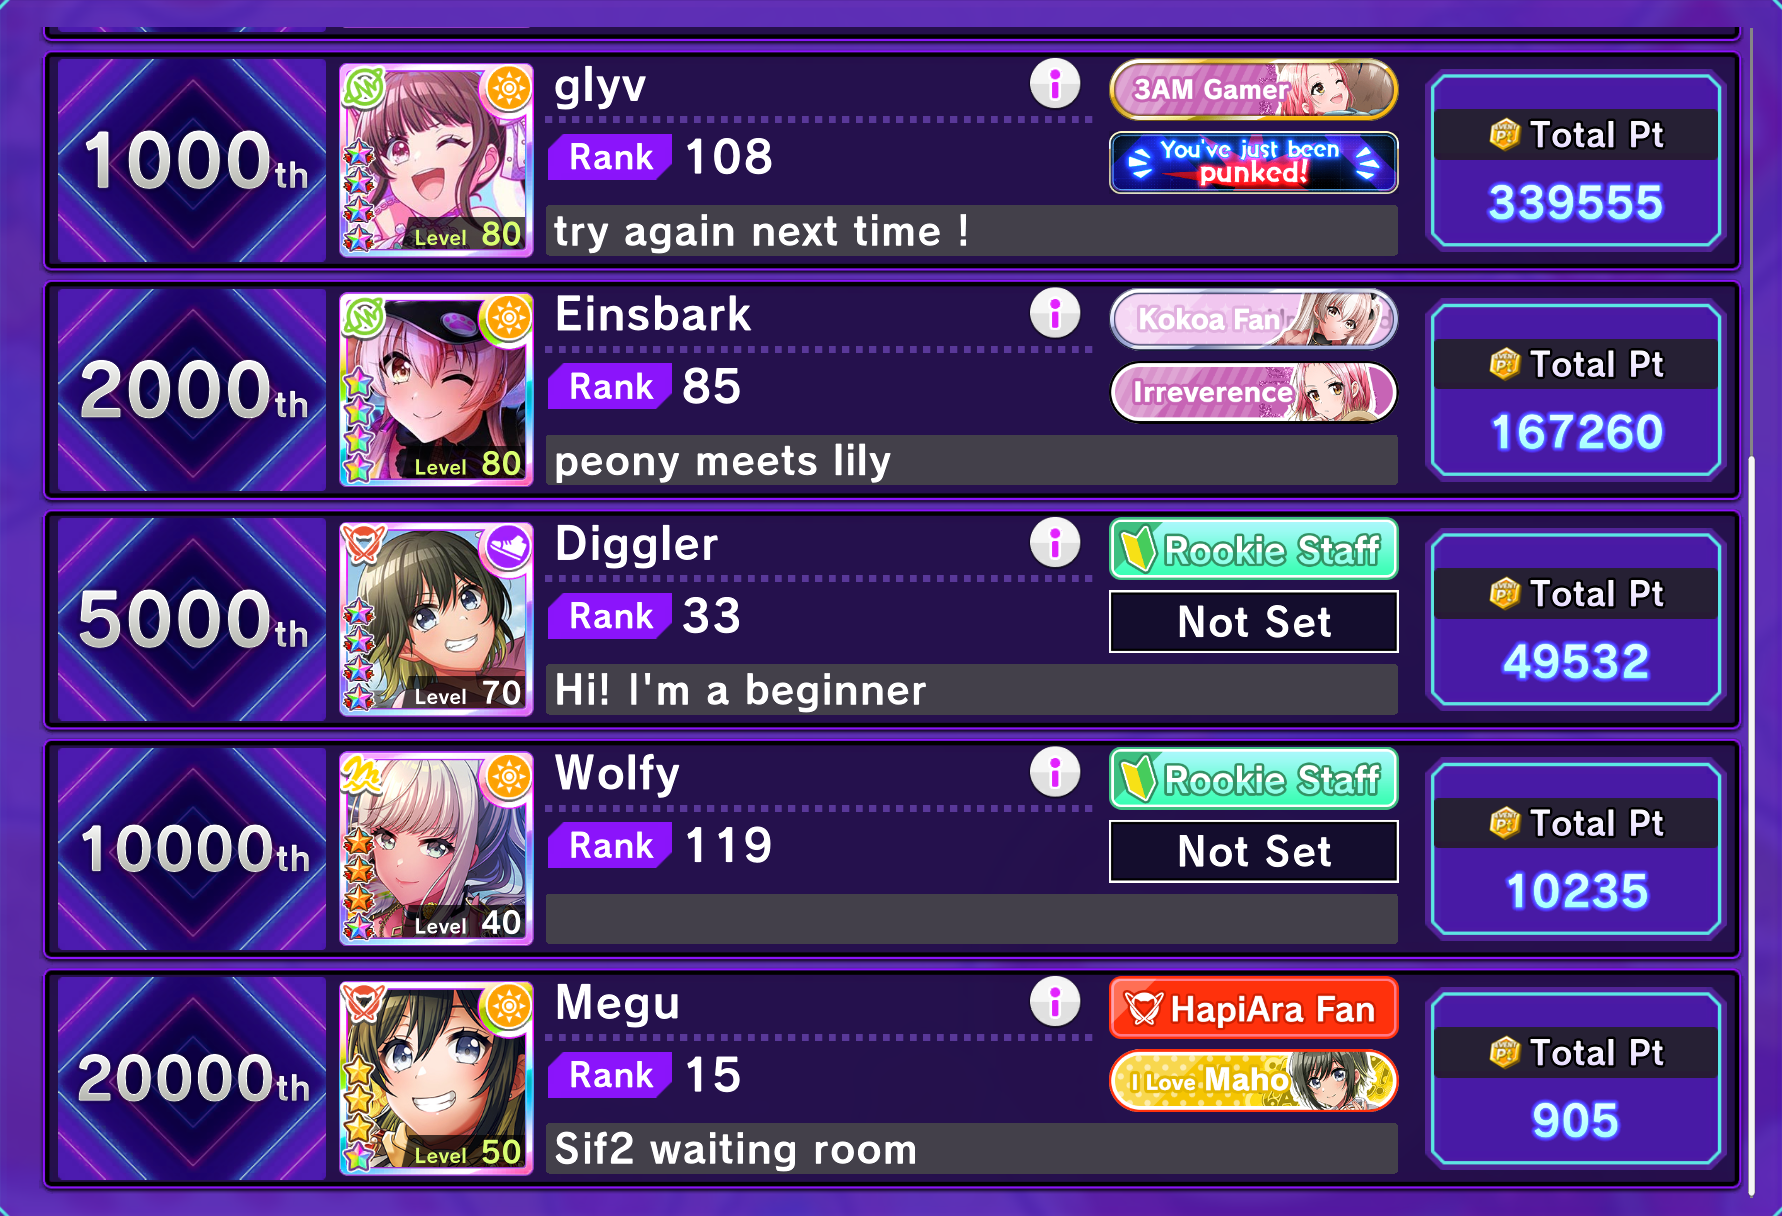 1000th
glyv
Rank 108
try again next time !
Level 80
3AM Gamer
You've just been
punked!
Total Pt
339555
2000th
Einsbark
Rank 85
peony meets lily
Level 80
Kokoa Fan
Irreverence
Total Pt
167260
5000th
Diggler
Rank 33
Hi! I'm a beginner
Level 70
Rookie Staff
Not Set
Total Pt
49532
10000th
Wolfy
Rank 119
Level 40
Rookie Staff
Not Set
Total Pt
10235
20000th
Megu
Rank 15
Sif2 waiting room
Level 50
HapiAra Fan
I Love Maho
Total Pt
905